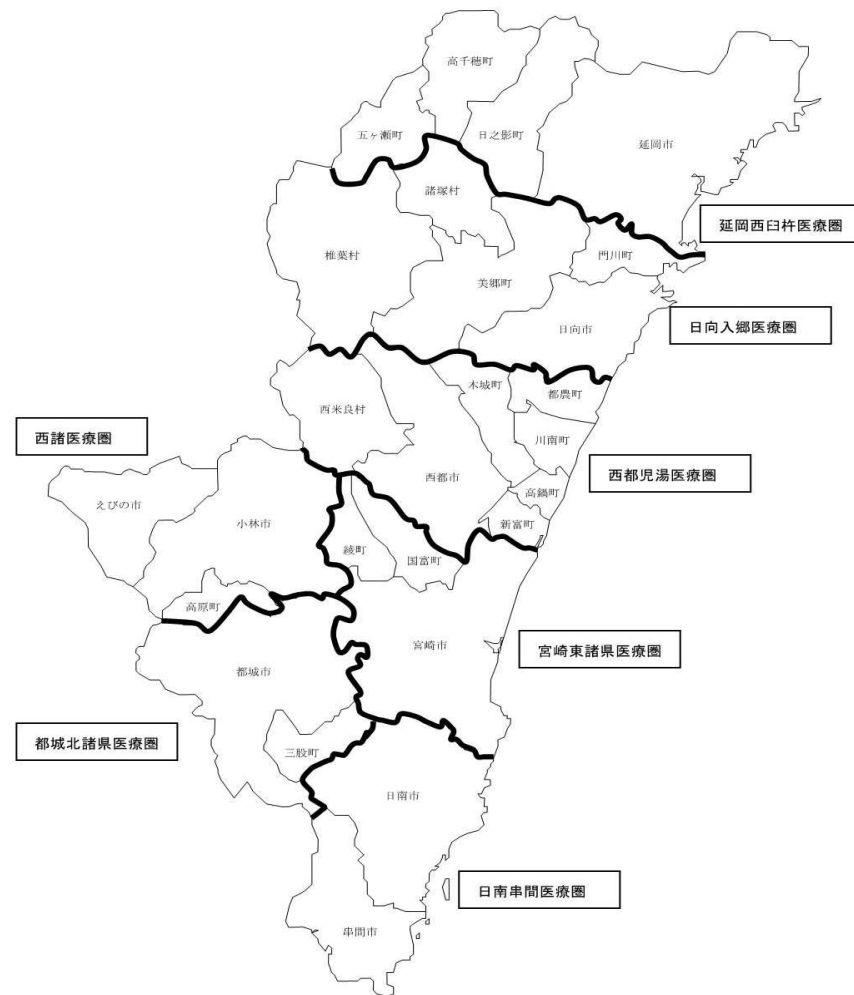 高千穂町
五ヶ瀬町
日之影町
延岡市
諸塚村
延岡西臼杵医療圏
椎葉村
門川町
美郷町
日向市
日向入郷医療圏
木城町
都農町
西米良村
川南町
西諸医療圏
西都市
西都児湯医療圏
えびの市
高鍋町
小林市
新富町
綾町
国富町
高原町
宮崎市
宮崎東諸県医療圏
都城市
都城北諸県医療圏
三股町
日南市
日南串間医療圏
串間市